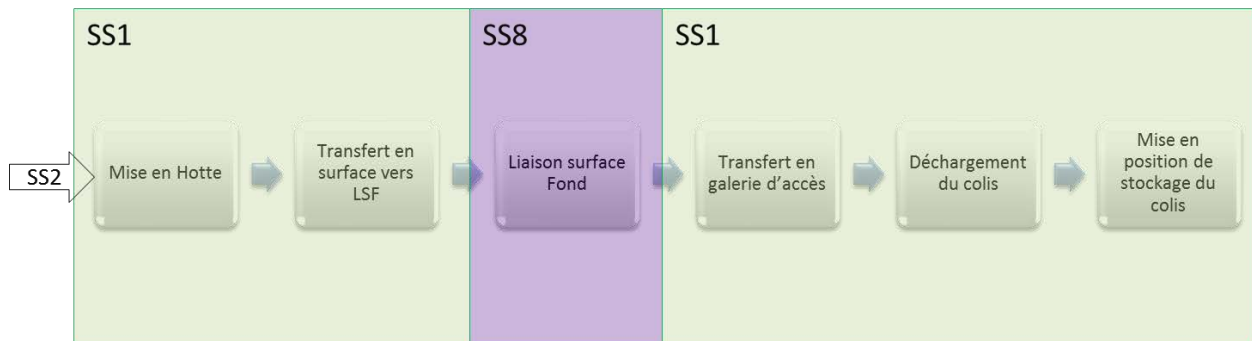 SS1
SS8
SS1
SS2
Mise en Hotte
Transfert en
surface vers
LSF
Liaison surface
Fond
Transfert en
galerie d'accès
Déchargement
du colis
Mise en
position de
stockage du
colis